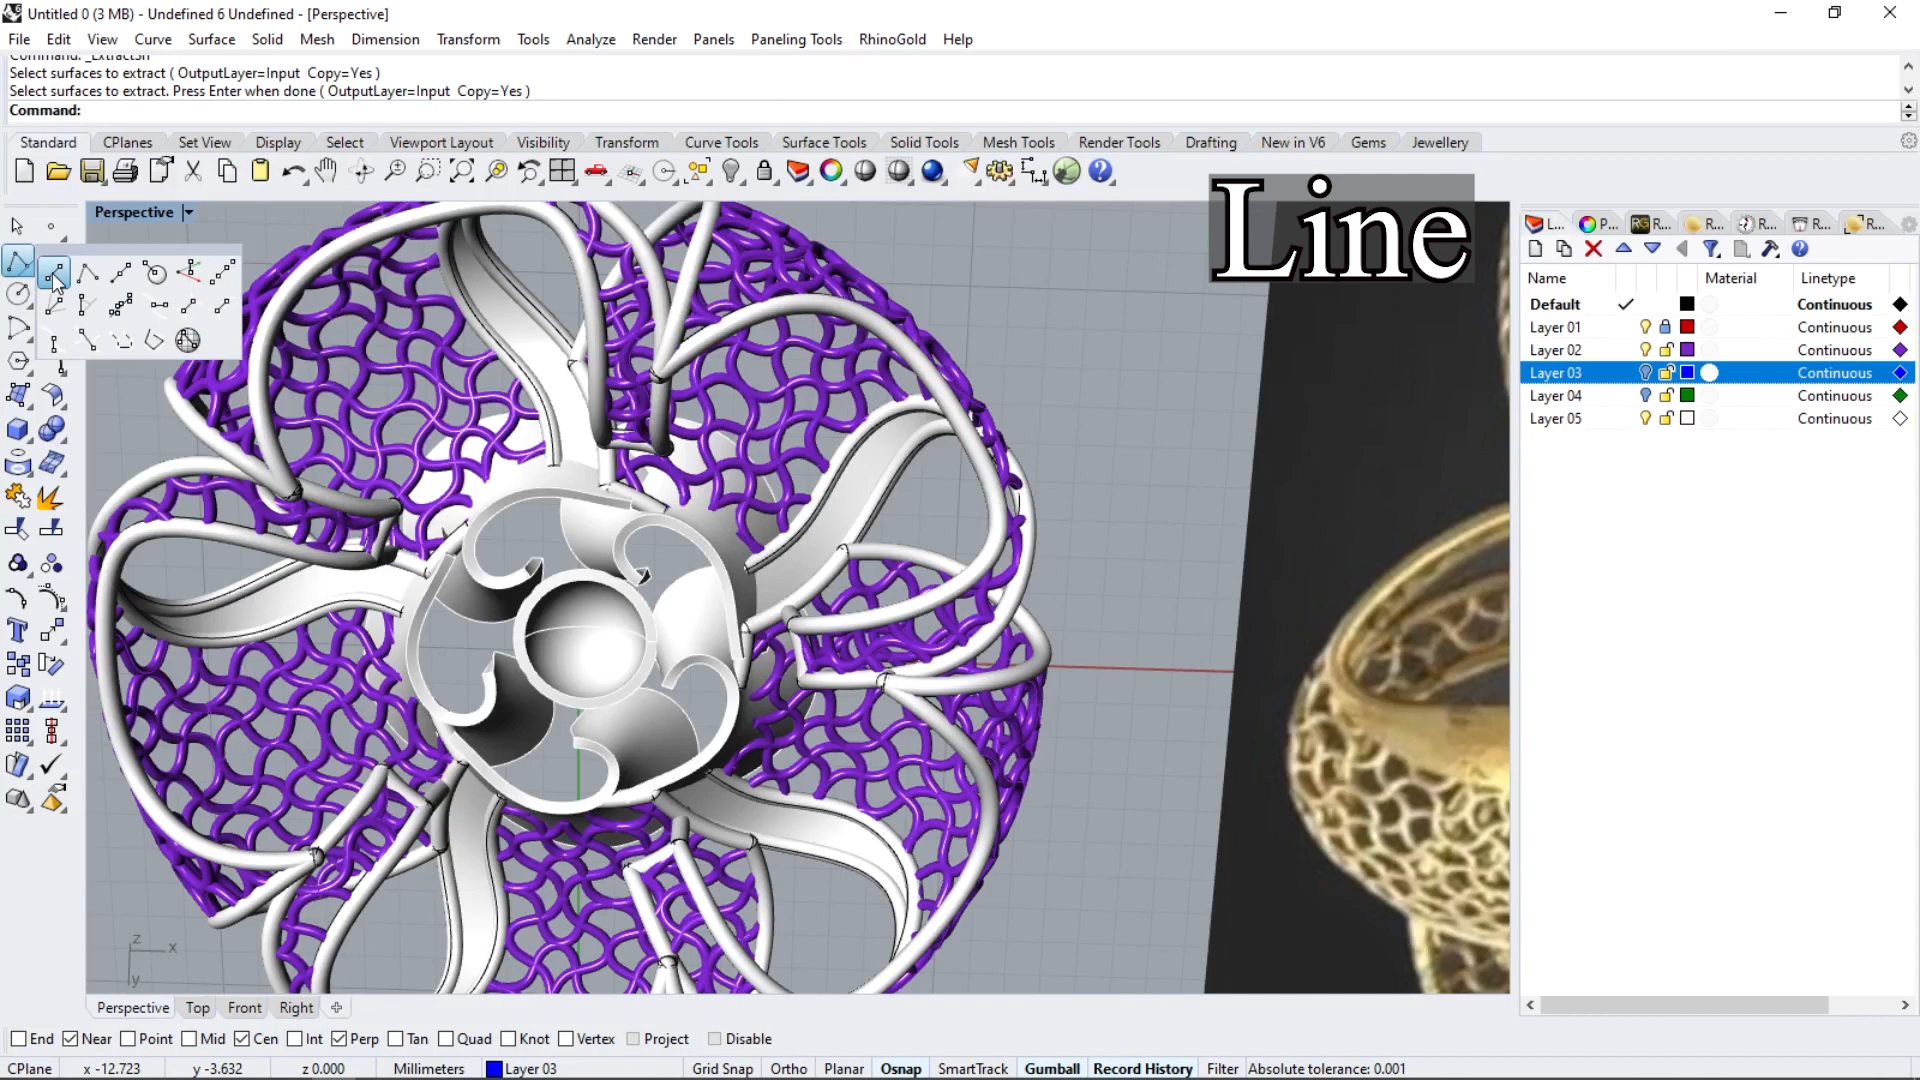 Untitled 0 (3 MB) - Undefined 6 Undefined - [Perspective]
File Edit View Curve Surface Solid Mesh Dimension Transform Tools Analyze Render Panels Paneling Tools RhinoGold Help
Command: _ExtractSrf
Select surfaces to extract ( OutputLayer=Input Copy=Yes )
Select surfaces to extract. Press Enter when done ( OutputLayer=Input Copy=Yes )
Command:
Standard CPlanes Set View Display Select Viewport Layout Visibility Transform Curve Tools Surface Tools Solid Tools Mesh Tools Render Tools Drafting New in V6 Gems Jewellery
Line
Perspective
L... P... RG R... R... R... R... R...
Name Material Linetype
Default Continuous
Layer 01 Continuous
Layer 02 Continuous
Layer 03 Continuous
Layer 04 Continuous
Layer 05 Continuous
z x
y
Perspective Top Front Right
End Near Point Mid Cen Int Perp Tan Quad Knot Vertex Project Disable
CPlane x -12.723 y -3.632 z 0.000 Millimeters Layer 03 Grid Snap Ortho Planar Osnap SmartTrack Gumball Record History Filter Absolute tolerance: 0.001